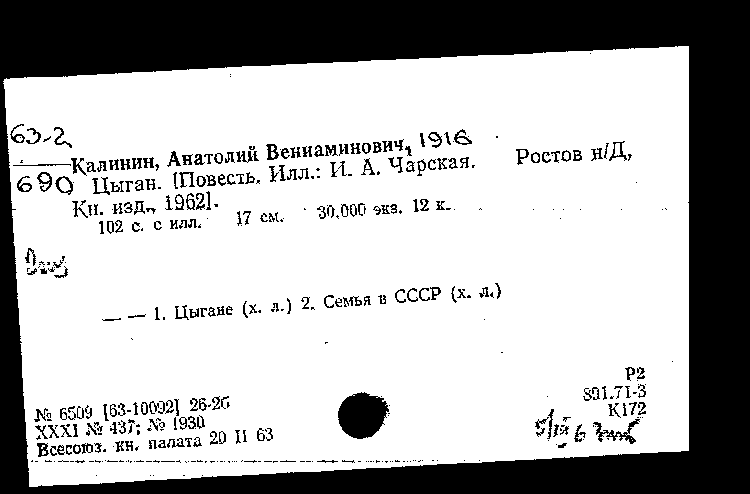 63-2
Калинин, Анатолий Вениаминович, 1916
690 Цыган. [Повесть. Илл.: И. А. Чарская. Ростов н/Д,
Кн. изд., 1962].
102 с. с илл. 17 см. 30.000 экз. 12 к.
— — 1. Цыгане (х. л.) 2. Семья в СССР (х. л.)
Р2
№ 6509 [63-10092] 26-2б
891.71-3
XXXI № 437; № 1930
К172
Всесоюз. кн. палата 20 II 63